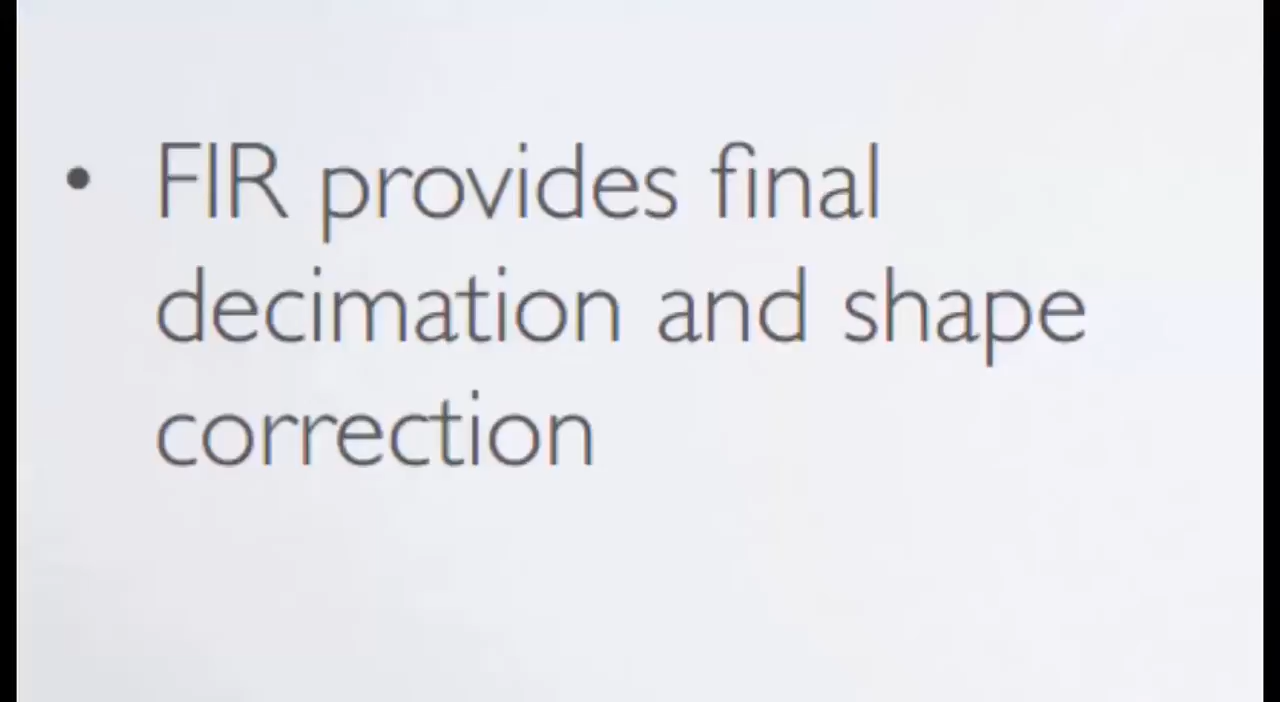 • FIR provides final
decimation and shape
correction